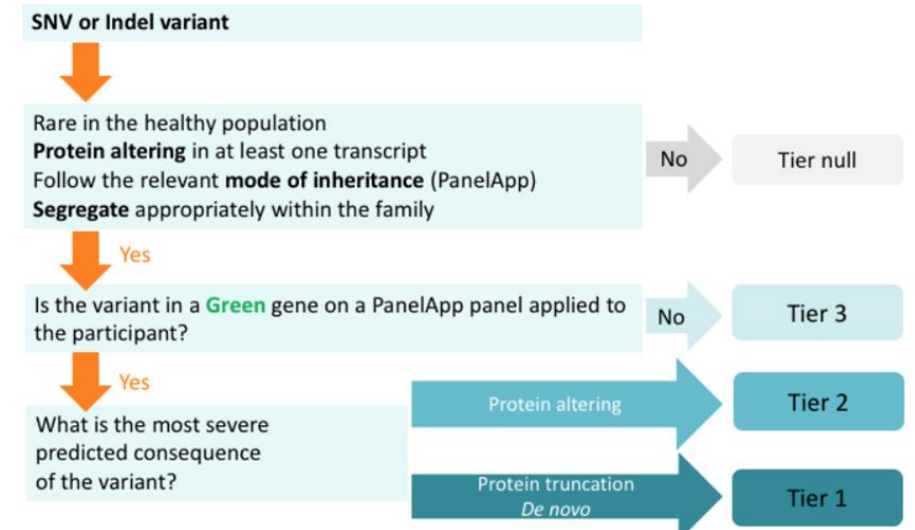 SNV or Indel variant
Rare in the healthy population
Protein altering in at least one transcript
Follow the relevant mode of inheritance (PanelApp)
Segregate appropriately within the family
No
Tier null
Yes
Is the variant in a Green gene on a PanelApp panel applied to
the participant?
No
Tier 3
Yes
What is the most severe
predicted consequence
of the variant?
Protein altering
Tier 2
Protein truncation
De novo
Tier 1